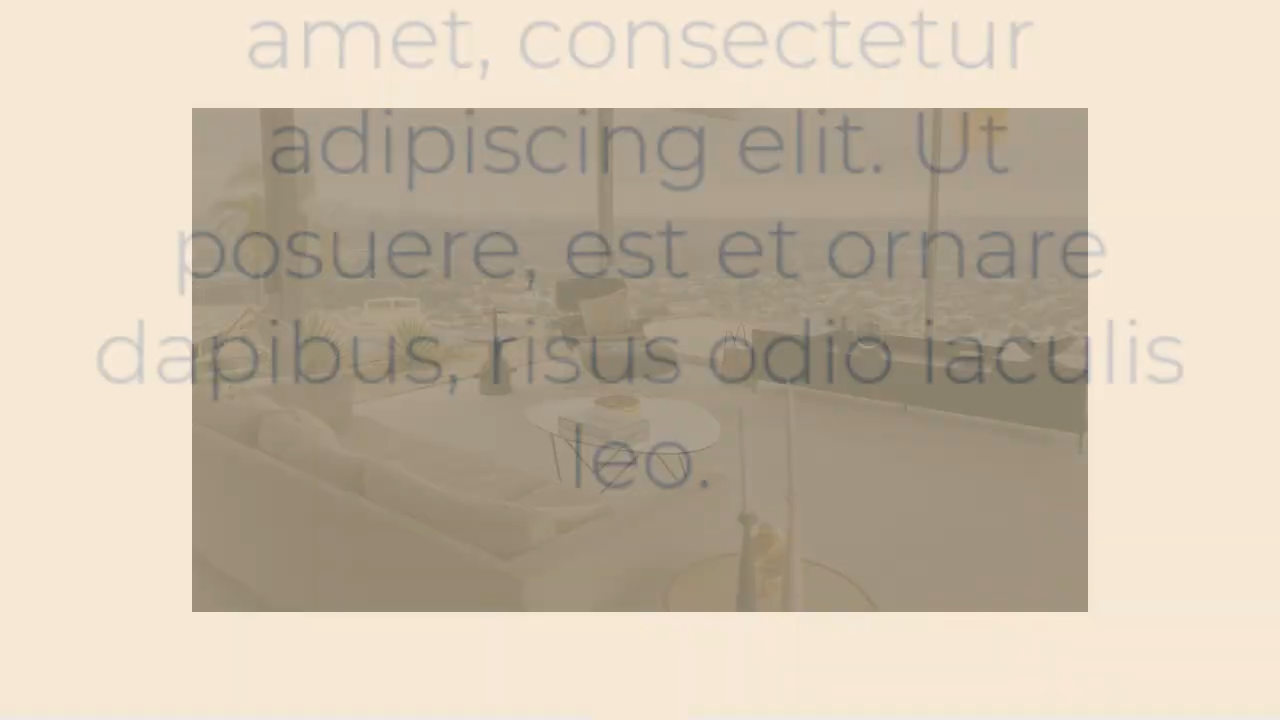 amet, consectetur
adipiscing elit. Ut
posuere, est et ornare
dapibus, risus odio iaculis
leo.